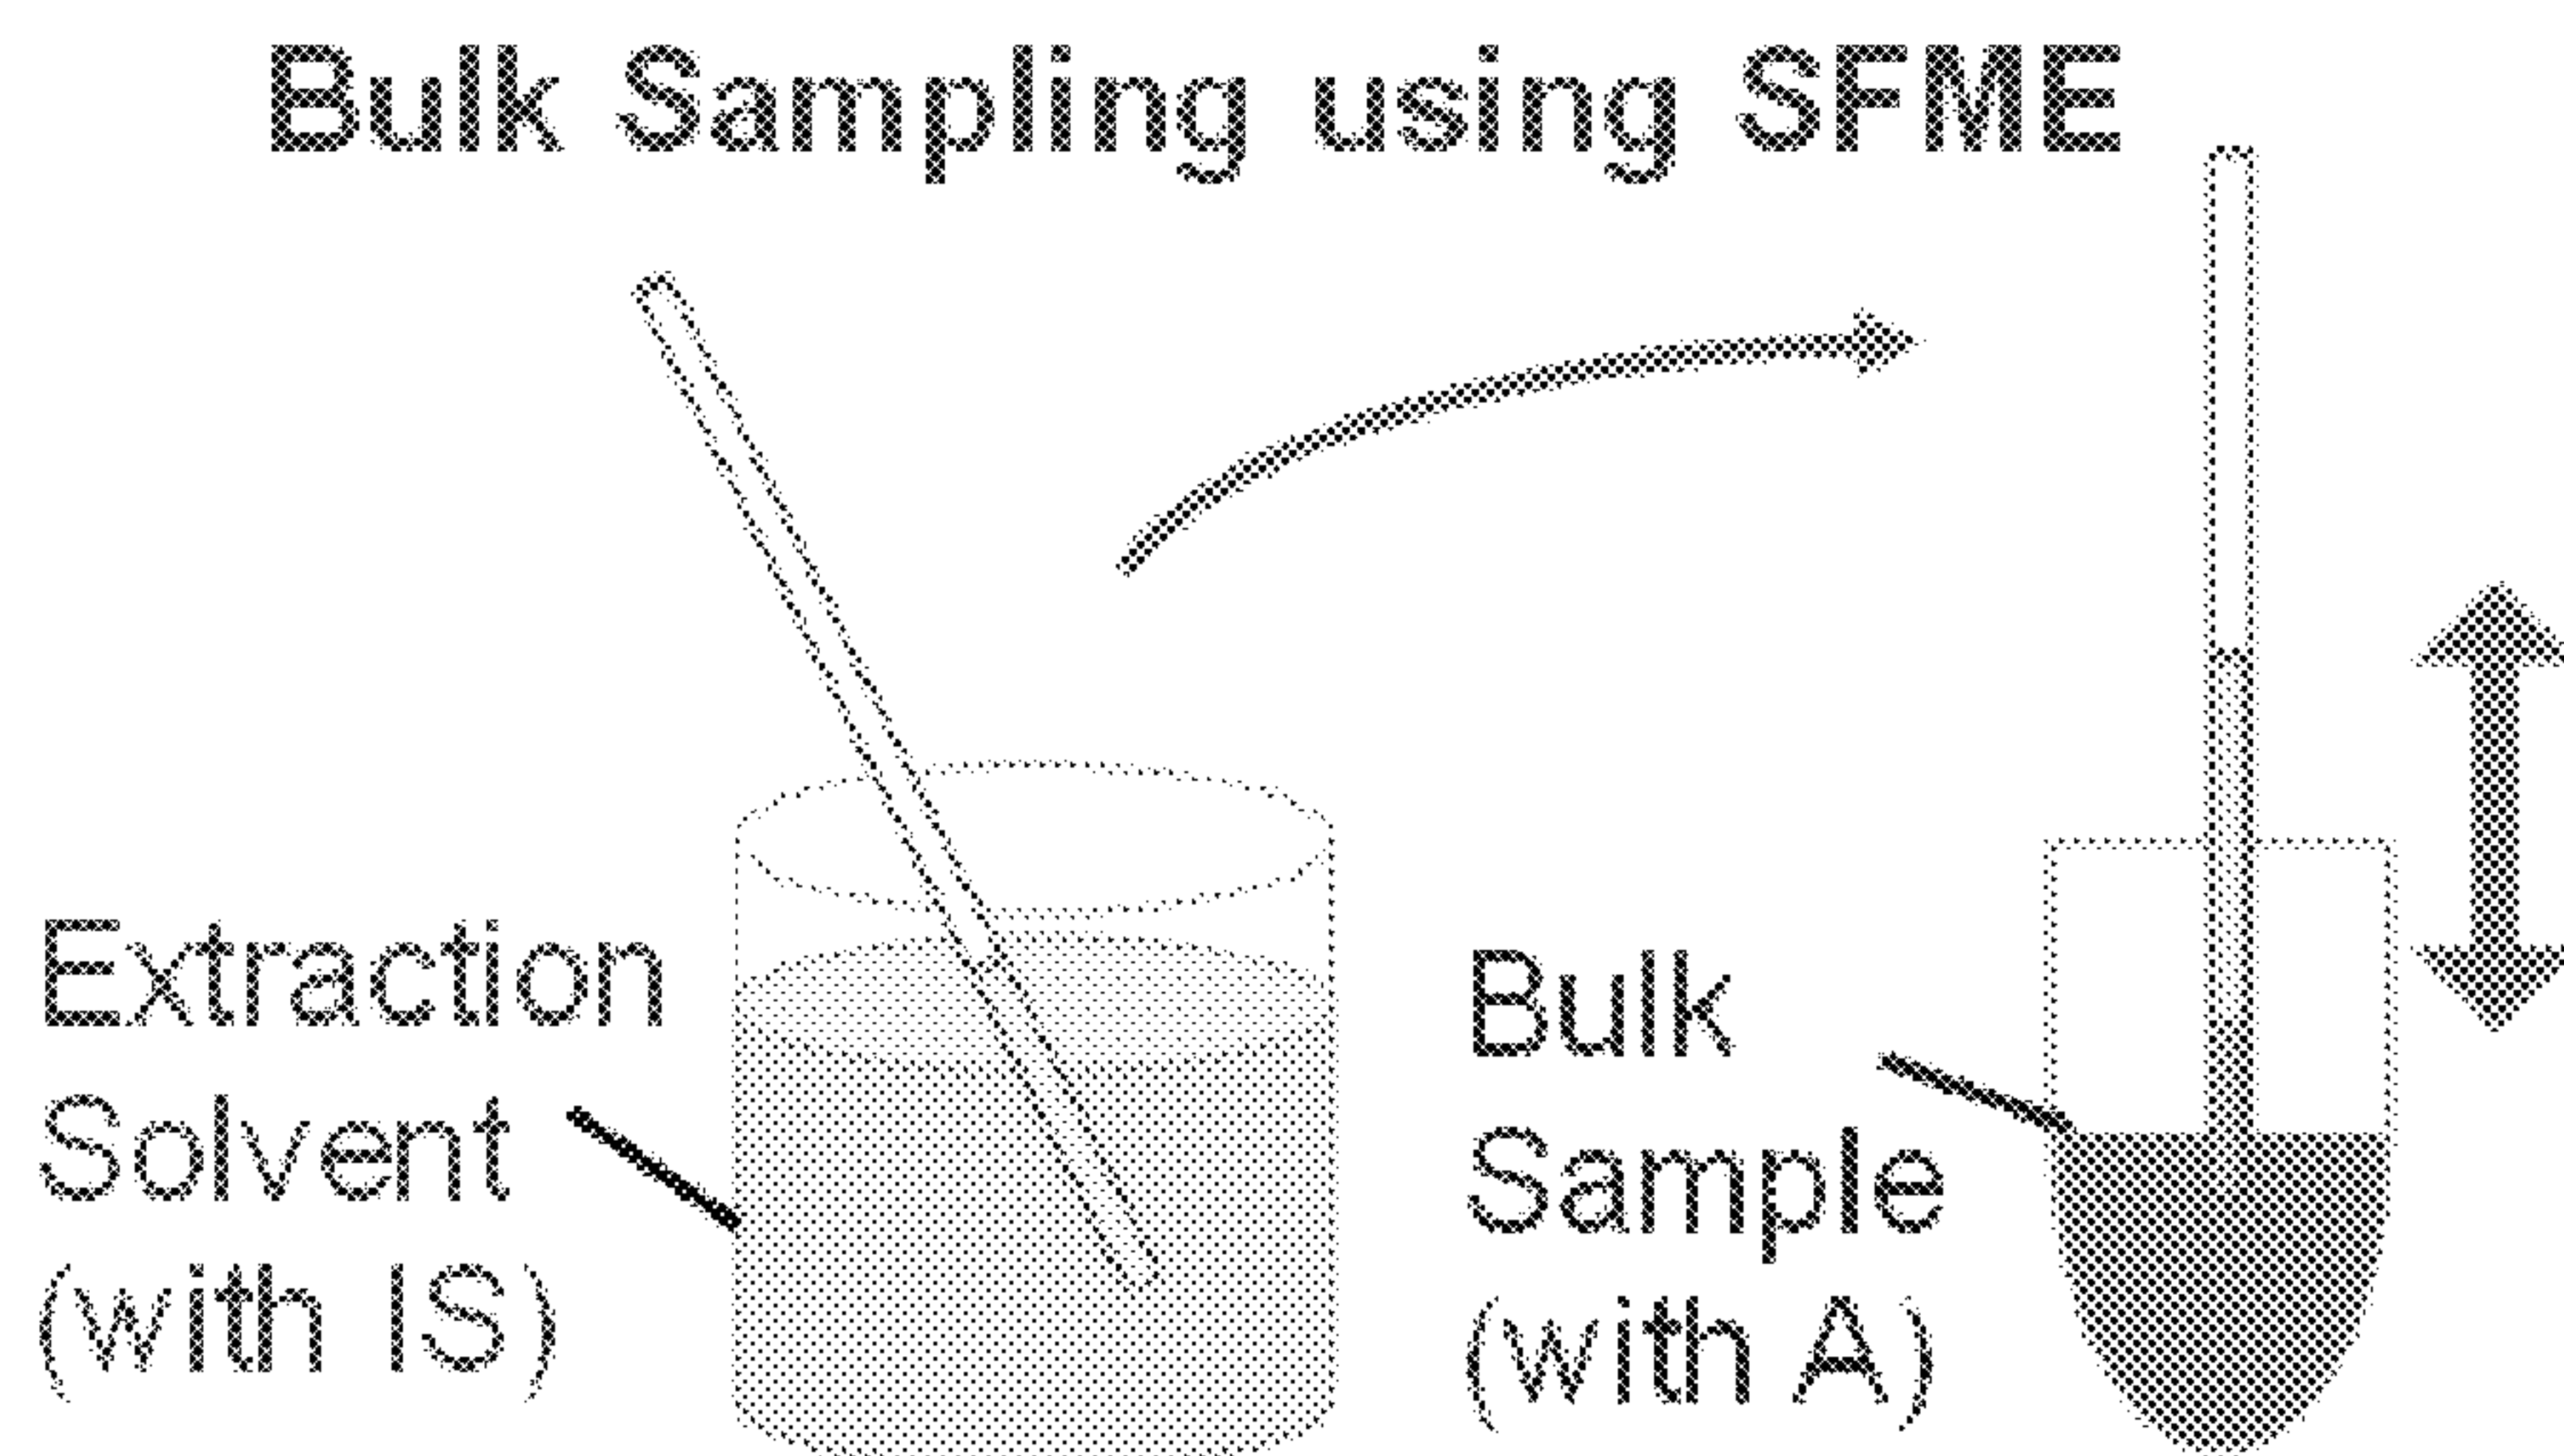 Bulk Sampling using SFME
Extraction
Solvent
(with IS)
Bulk
Sample
(with A)